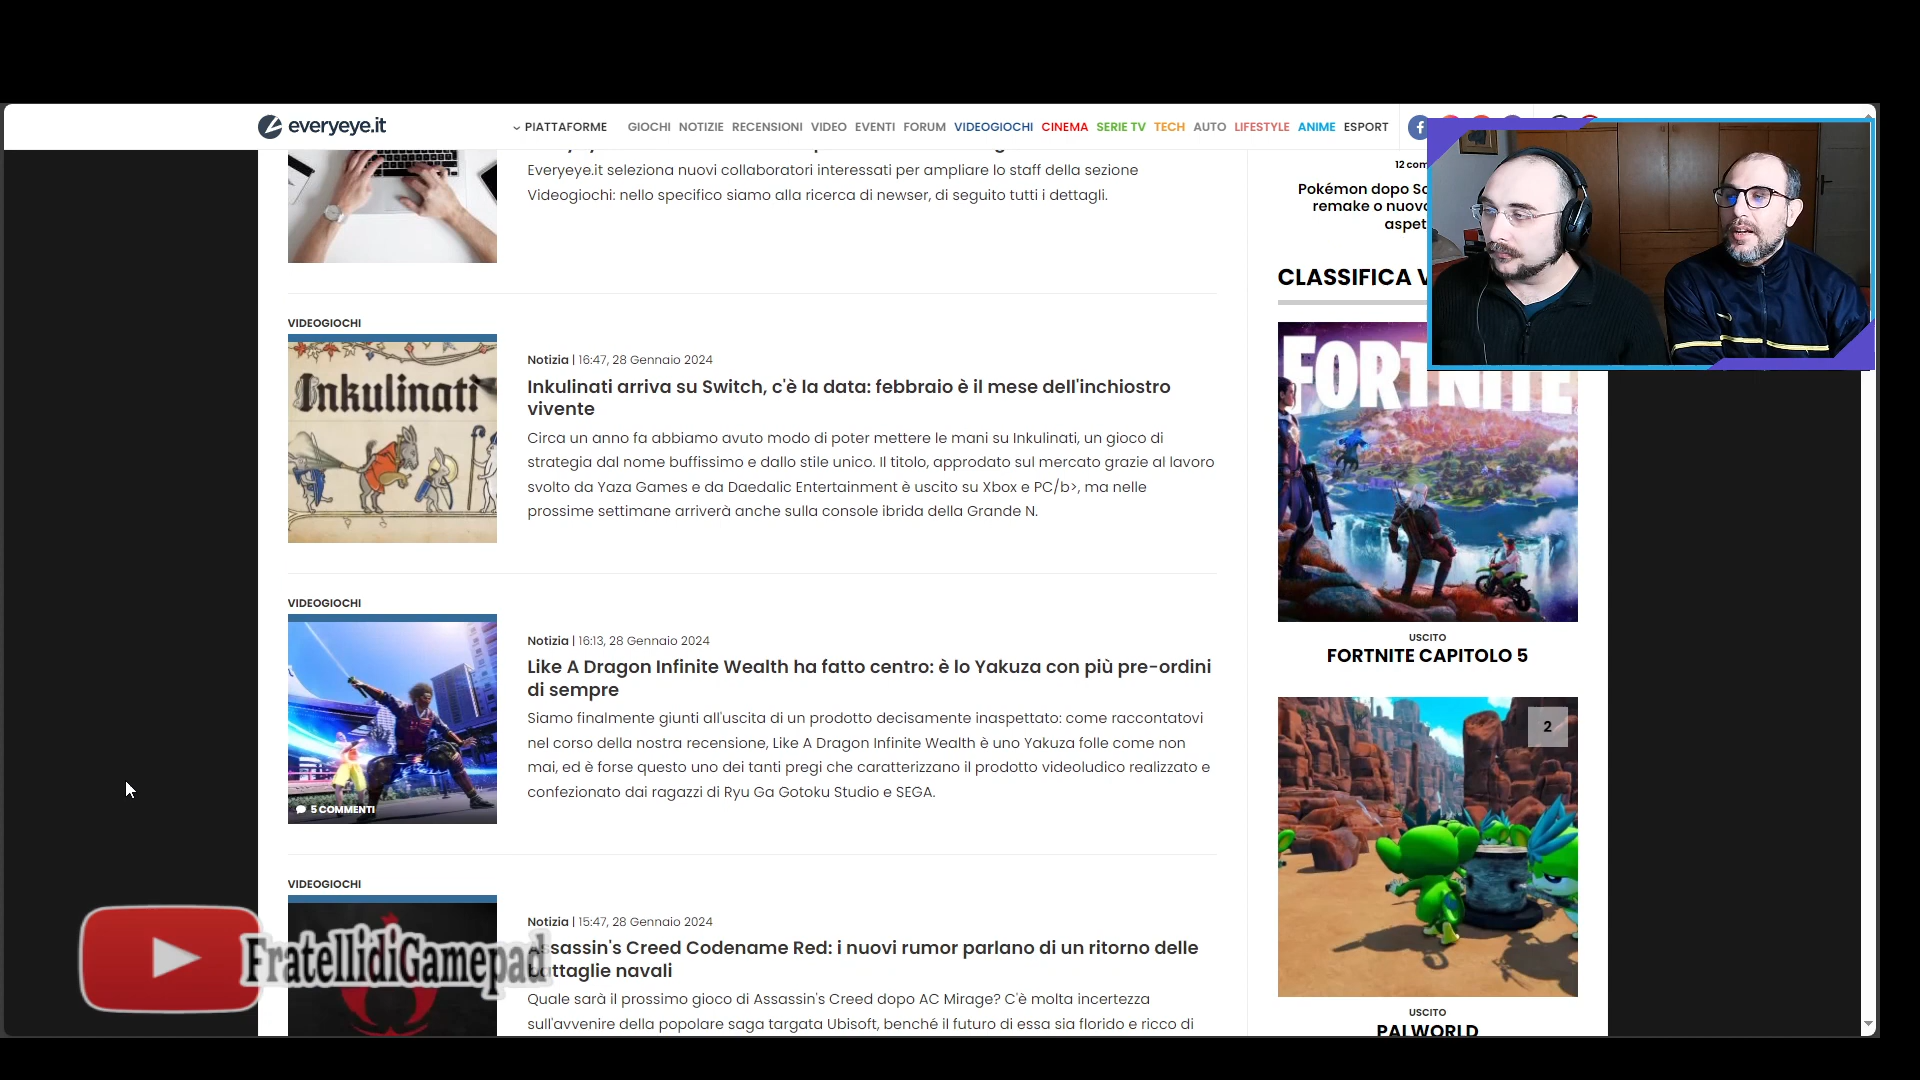 everyeye.it
PIATTAFORME GIOCHI NOTIZIE RECENSIONI VIDEO EVENTI FORUM VIDEOGIOCHI CINEMA SERIE TV TECH AUTO LIFESTYLE ANIME ESPORT
Everyeye.it seleziona nuovi collaboratori interessati per ampliare lo staff della sezione
Videogiochi: nello specifico siamo alla ricerca di newser, di seguito tutti i dettagli.
VIDEOGIOCHI
Inkulinati
Notizia | 16:47, 28 Gennaio 2024
Inkulinati arriva su Switch, c'è la data: febbraio è il mese dell'inchiostro
vivente
Circa un anno fa abbiamo avuto modo di poter mettere le mani su Inkulinati, un gioco di
strategia dal nome buffissimo e dallo stile unico. Il titolo, approdato sul mercato grazie al lavoro
svolto da Yaza Games e da Daedalic Entertainment è uscito su Xbox e PC/b>, ma nelle
prossime settimane arriverà anche sulla console ibrida della Grande N.
VIDEOGIOCHI
5 COMMENTI
Notizia | 16:13, 28 Gennaio 2024
Like A Dragon Infinite Wealth ha fatto centro: è lo Yakuza con più pre-ordini
di sempre
Siamo finalmente giunti all'uscita di un prodotto decisamente inaspettato: come raccontatovi
nel corso della nostra recensione, Like A Dragon Infinite Wealth è uno Yakuza folle come non
mai, ed è forse questo uno dei tanti pregi che caratterizzano il prodotto videoludico realizzato e
confezionato dai ragazzi di Ryu Ga Gotoku Studio e SEGA.
VIDEOGIOCHI
Notizia | 15:47, 28 Gennaio 2024
Assassin's Creed Codename Red: i nuovi rumor parlano di un ritorno delle
battaglie navali
Quale sarà il prossimo gioco di Assassin's Creed dopo AC Mirage? C'è molta incertezza
sull'avvenire della popolare saga targata Ubisoft, benché il futuro di essa sia florido e ricco di
FratellidiGamepad
12 com
Pokémon dopo Sc
remake o nuovo
aspet
CLASSIFICA V
FORTNITE
USCITO
FORTNITE CAPITOLO 5
2
USCITO
PALWORLD